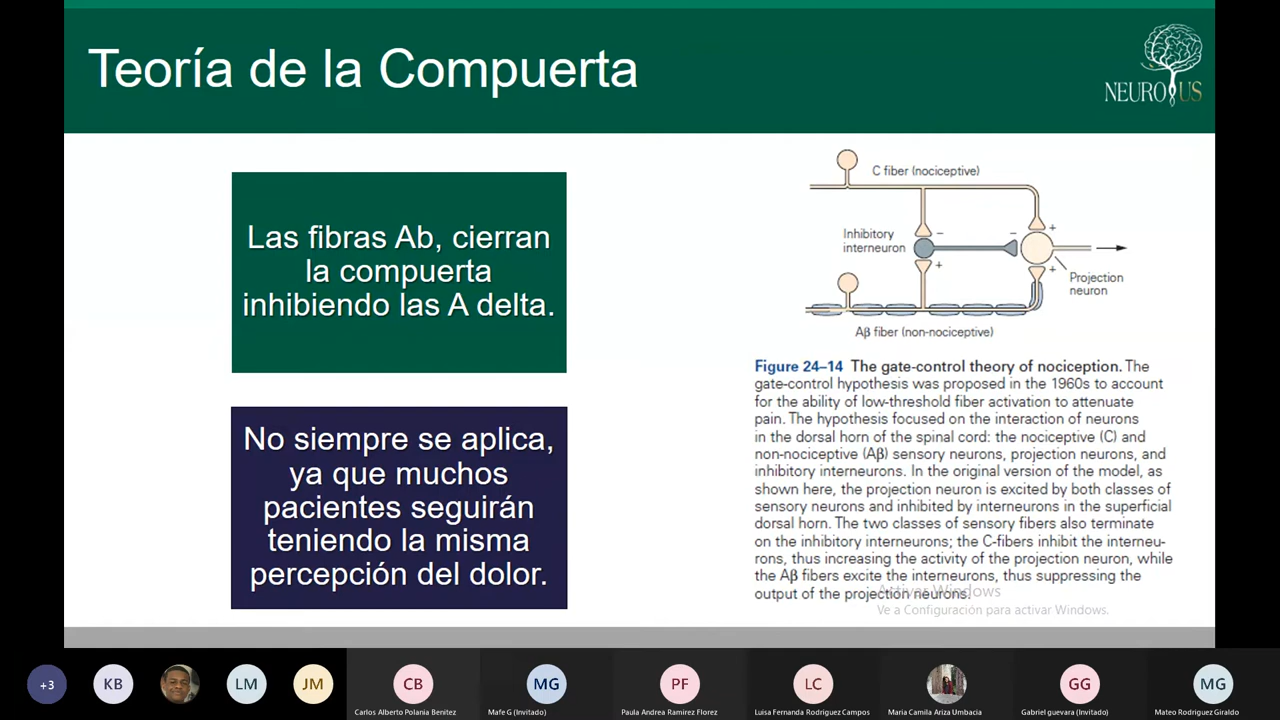 Teoría de la Compuerta
NEURO US
Las fibras Ab, cierran
la compuerta
inhibiendo las A delta.
No siempre se aplica,
ya que muchos
pacientes seguirán
teniendo la misma
percepción del dolor.
C fiber (nociceptive)
Inhibitory
interneuron
−
−
+
+
+
Projection
neuron
Aβ fiber (non-nociceptive)
Figure 24–14 The gate-control theory of nociception. The
gate-control hypothesis was proposed in the 1960s to account
for the ability of low-threshold fiber activation to attenuate
pain. The hypothesis focused on the interaction of neurons
in the dorsal horn of the spinal cord: the nociceptive (C) and
non-nociceptive (Aβ) sensory neurons, projection neurons, and
inhibitory interneurons. In the original version of the model, as
shown here, the projection neuron is excited by both classes of
sensory neurons and inhibited by interneurons in the superficial
dorsal horn. The two classes of sensory fibers also terminate
on the inhibitory interneurons; the C-fibers inhibit the interneu-
rons, thus increasing the activity of the projection neuron, while
the Aβ fibers excite the interneurons, thus suppressing the
output of the projection neurons.
Activar Windows
Ve a Configuración para activar Windows.
+3
KB
LM
JM
CB
MG
PF
LC
GG
MG
Carlos Alberto Polania Benitez
Mafe G (Invitado)
Paula Andrea Ramirez Florez
Luisa Fernanda Rodriguez Campos
Maria Camila Ariza Umbacia
Gabriel guevara (Invitado)
Mateo Rodriguez Giraldo